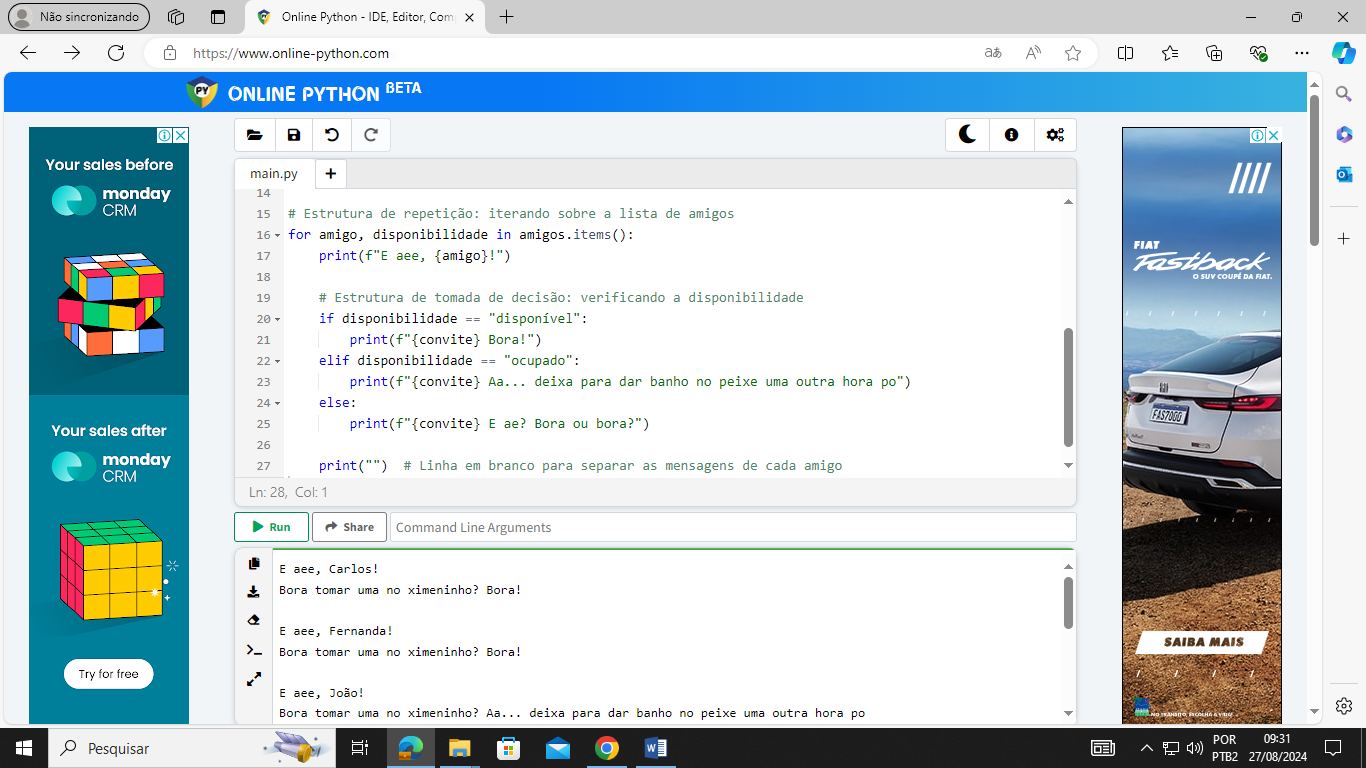 Não sincronizando
Online Python - IDE, Editor, Com
https://www.online-python.com
PY
ONLINE PYTHON BETA
Your sales before
monday
CRM
Your sales after
monday
CRM
Try for free
main.py
14
15 # Estrutura de repetição: iterando sobre a lista de amigos
16 for amigo, disponibilidade in amigos.items():
17 print(f"E aee, {amigo}!")
18
19 # Estrutura de tomada de decisão: verificando a disponibilidade
20 if disponibilidade == "disponível":
21 print(f"{convite} Bora!")
22 elif disponibilidade == "ocupado":
23 print(f"{convite} Aa... deixa para dar banho no peixe uma outra hora po")
24 else:
25 print(f"{convite} E ae? Bora ou bora?")
26
27 print("") # Linha em branco para separar as mensagens de cada amigo
Ln: 28, Col: 1
Run
Share
Command Line Arguments
E aee, Carlos!
Bora tomar uma no ximeninho? Bora!
E aee, Fernanda!
Bora tomar uma no ximeninho? Bora!
E aee, João!
Bora tomar uma no ximeninho? Aa... deixa para dar banho no peixe uma outra hora po
FIAT
Fastback
O SUV COUPÉ DA FIAT.
FIAT
FAS700G
SAIBA MAIS
NO TRÂNSITO, ESCOLHA A VIDA!
Pesquisar
POR
PTB2
09:31
27/08/2024